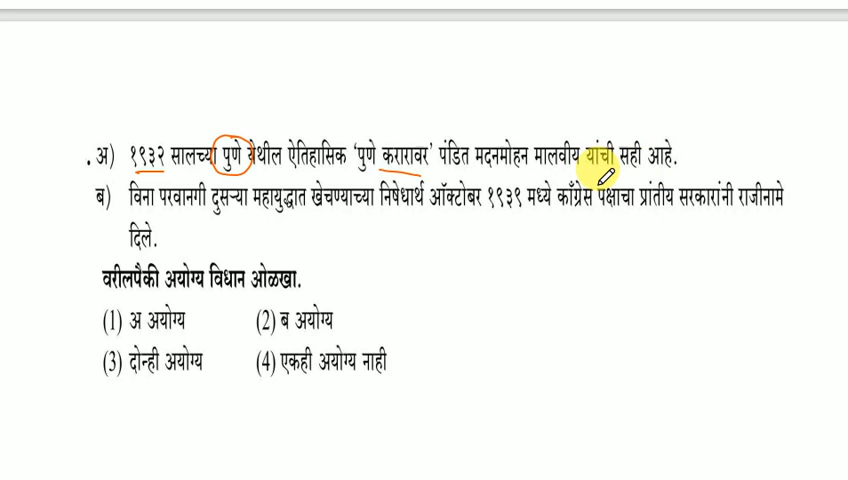 . अ) १९३२ सालच्या पुणे येथील ऐतिहासिक ‘पुणे करारावर’ पंडित मदनमोहन मालवीय यांची सही आहे.
ब) विना परवानगी दुसऱ्या महायुद्धात खेचण्याच्या निषेधार्थ ऑक्टोबर १९३९ मध्ये काँग्रेस पक्षाचा प्रांतीय सरकारांनी राजीनामे
दिले.
वरीलपैकी अयोग्य विधान ओळखा.
(1) अ अयोग्य (2) ब अयोग्य
(3) दोन्ही अयोग्य (4) एकही अयोग्य नाही